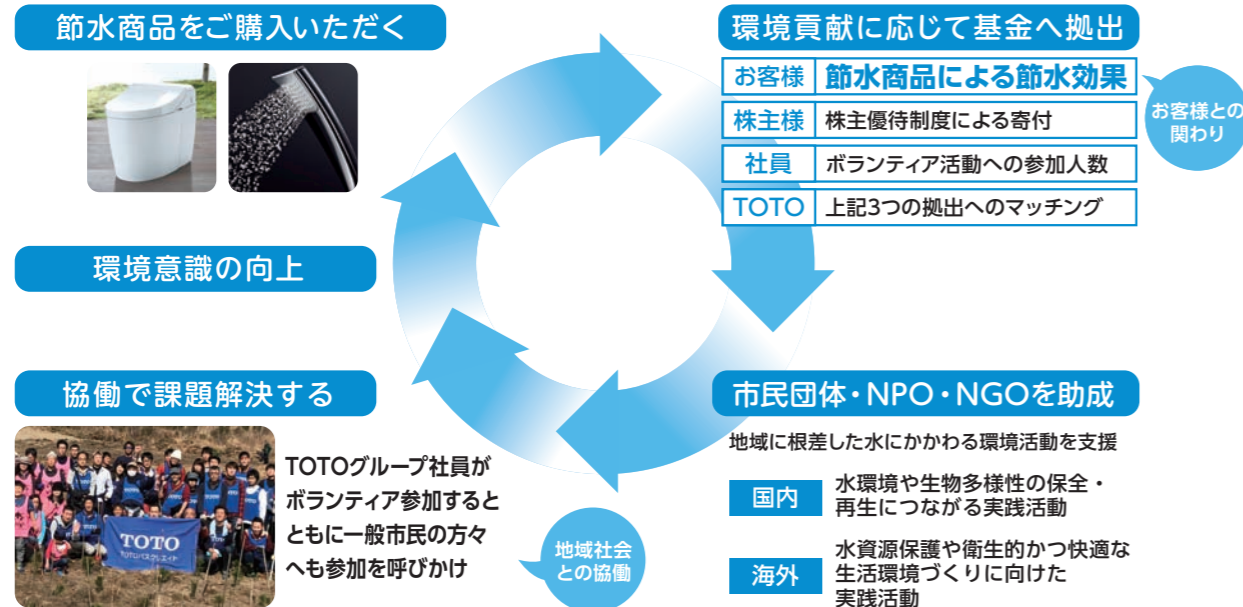 節水商品をご購入いただく
環境貢献に応じて基金へ拠出
お客様 節水商品による節水効果
株主様 株主優待制度による寄付
社員 ボランティア活動への参加人数
TOTO 上記3つの拠出へのマッチング
お客様との
関わり
市民団体・NPO・NGOを助成
地域に根差した水にかかわる環境活動を支援
国内
水環境や生物多様性の保全・
再生につながる実践活動
海外
水資源保護や衛生的かつ快適な
生活環境づくりに向けた
実践活動
協働で課題解決する
TOTO
TOTOバスクリエイト
TOTOグループ社員が
ボランティア参加すると
ともに一般市民の方々
へも参加を呼びかけ
地域社会
との協働
環境意識の向上